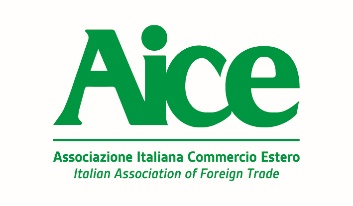 Aice
Associazione Italiana Commercio Estero
Italian Association of Foreign Trade